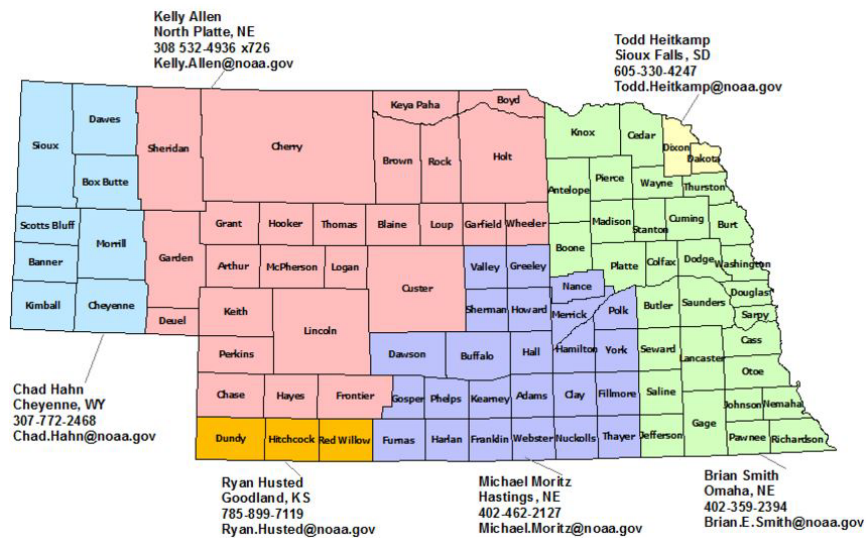 Kelly Allen
North Platte, NE
308 532-4936 x726
Kelly.Allen@noaa.gov
Todd Heitkamp
Sioux Falls, SD
605-330-4247
Todd.Heitkamp@noaa.gov
Sioux
Dawes
Box Butte
Scotts Bluff
Banner
Morrill
Kimball
Cheyenne
Sheridan
Cherry
Keya Paha
Boyd
Brown
Rock
Holt
Garden
Grant
Hooker
Thomas
Blaine
Loup
Garfield
Wheeler
Arthur
McPherson
Logan
Custer
Deuel
Keith
Lincoln
Perkins
Chase
Hayes
Frontier
Dundy
Hitchcock
Red Willow
Valley
Greeley
Sherman
Howard
Nance
Merrick
Polk
Dawson
Buffalo
Hall
Hamilton
York
Gosper
Phelps
Kearney
Adams
Clay
Fillmore
Furnas
Harlan
Franklin
Webster
Nuckolls
Thayer
Knox
Cedar
Dixon
Dakota
Antelope
Pierce
Wayne
Thurston
Boone
Madison
Stanton
Cuming
Burt
Platte
Colfax
Dodge
Washington
Butler
Saunders
Douglas
Sarpy
Seward
Lancaster
Cass
Otoe
Saline
Gage
Johnson
Nemaha
Jefferson
Pawnee
Richardson
Chad Hahn
Cheyenne, WY
307-772-2468
Chad.Hahn@noaa.gov
Ryan Husted
Goodland, KS
785-899-7119
Ryan.Husted@noaa.gov
Michael Moritz
Hastings, NE
402-462-2127
Michael.Moritz@noaa.gov
Brian Smith
Omaha, NE
402-359-2394
Brian.E.Smith@noaa.gov